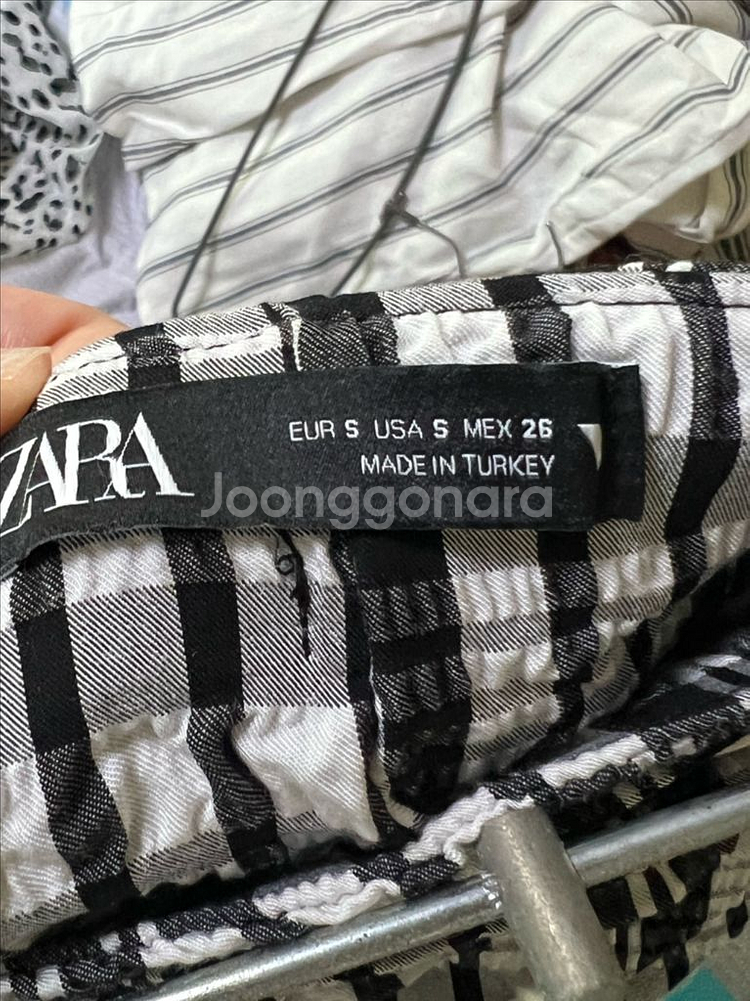 ZARA
EUR S USA S MEX 26
MADE IN TURKEY
Joonggonara